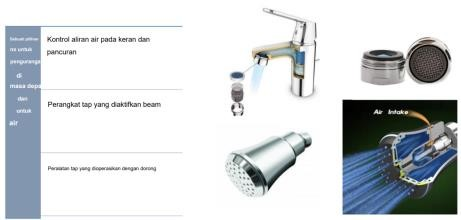 Sebuah pilihan
ns untuk
penguranga
di
masa depa
dan
untuk
air
Kontrol aliran air pada keran dan
pancuran
Perangkat tap yang diaktifkan beam
Peralatan tap yang dioperasikan dengan dorong
Air Intake